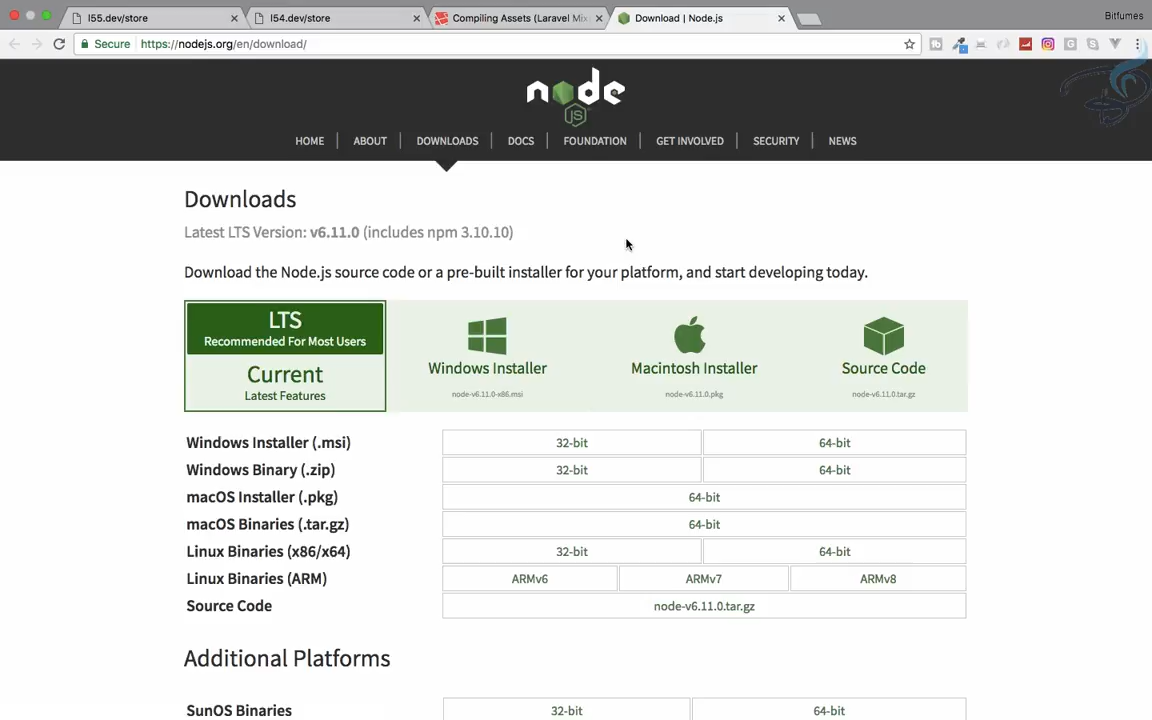 l55.dev/store
l54.dev/store
Compiling Assets (Laravel Mix
Download | Node.js
Bitfumes
Secure
https://nodejs.org/en/download/
node
JS
HOME
ABOUT
DOWNLOADS
DOCS
FOUNDATION
GET INVOLVED
SECURITY
NEWS
Downloads
Latest LTS Version: v6.11.0 (includes npm 3.10.10)
Download the Node.js source code or a pre-built installer for your platform, and start developing today.
LTS
Recommended For Most Users
Current
Latest Features
Windows Installer
node-v6.11.0-x86.msi
Macintosh Installer
node-v6.11.0.pkg
Source Code
node-v6.11.0.tar.gz
Windows Installer (.msi) 32-bit 64-bit
Windows Binary (.zip) 32-bit 64-bit
macOS Installer (.pkg) 64-bit
macOS Binaries (.tar.gz) 64-bit
Linux Binaries (x86/x64) 32-bit 64-bit
Linux Binaries (ARM) ARMv6 ARMv7 ARMv8
Source Code node-v6.11.0.tar.gz
Additional Platforms
SunOS Binaries 32-bit 64-bit